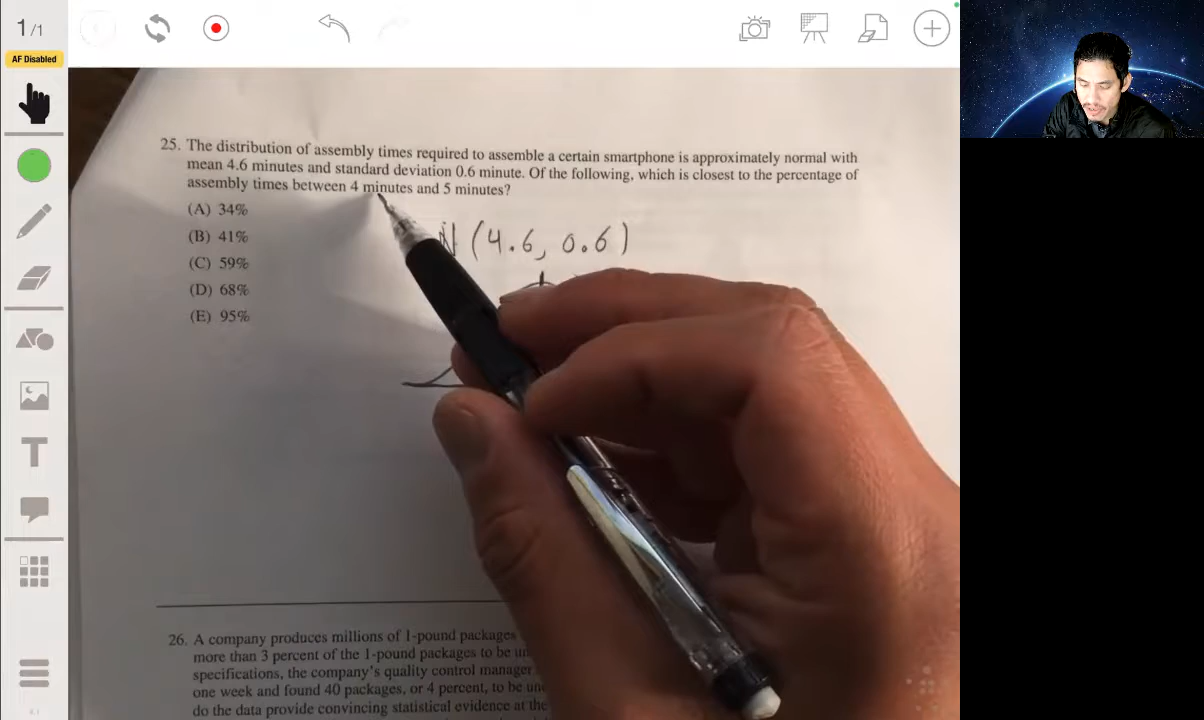 1/1
AF Disabled
25. The distribution of assembly times required to assemble a certain smartphone is approximately normal with
mean 4.6 minutes and standard deviation 0.6 minute. Of the following, which is closest to the percentage of
assembly times between 4 minutes and 5 minutes?
(A) 34%
(B) 41%
(C) 59%
(D) 68%
(E) 95%
N (4.6, 0.6)
T
26. A company produces millions of 1-pound packages
more than 3 percent of the 1-pound packages to be
specifications, the company's quality control manager
one week and found 40 packages, or 4 percent, to be
do the data provide convincing statistical evidence at the